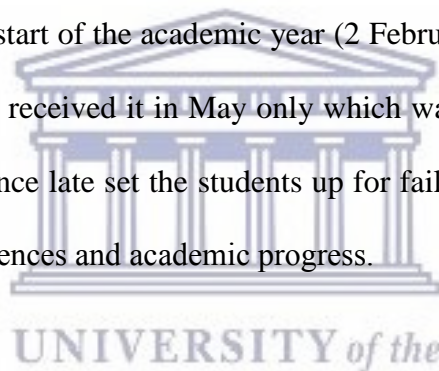 start of the academic year (2 Febru
received it in May only which wa
nce late set the students up for fail
ences and academic progress.
UNIVERSITY of the